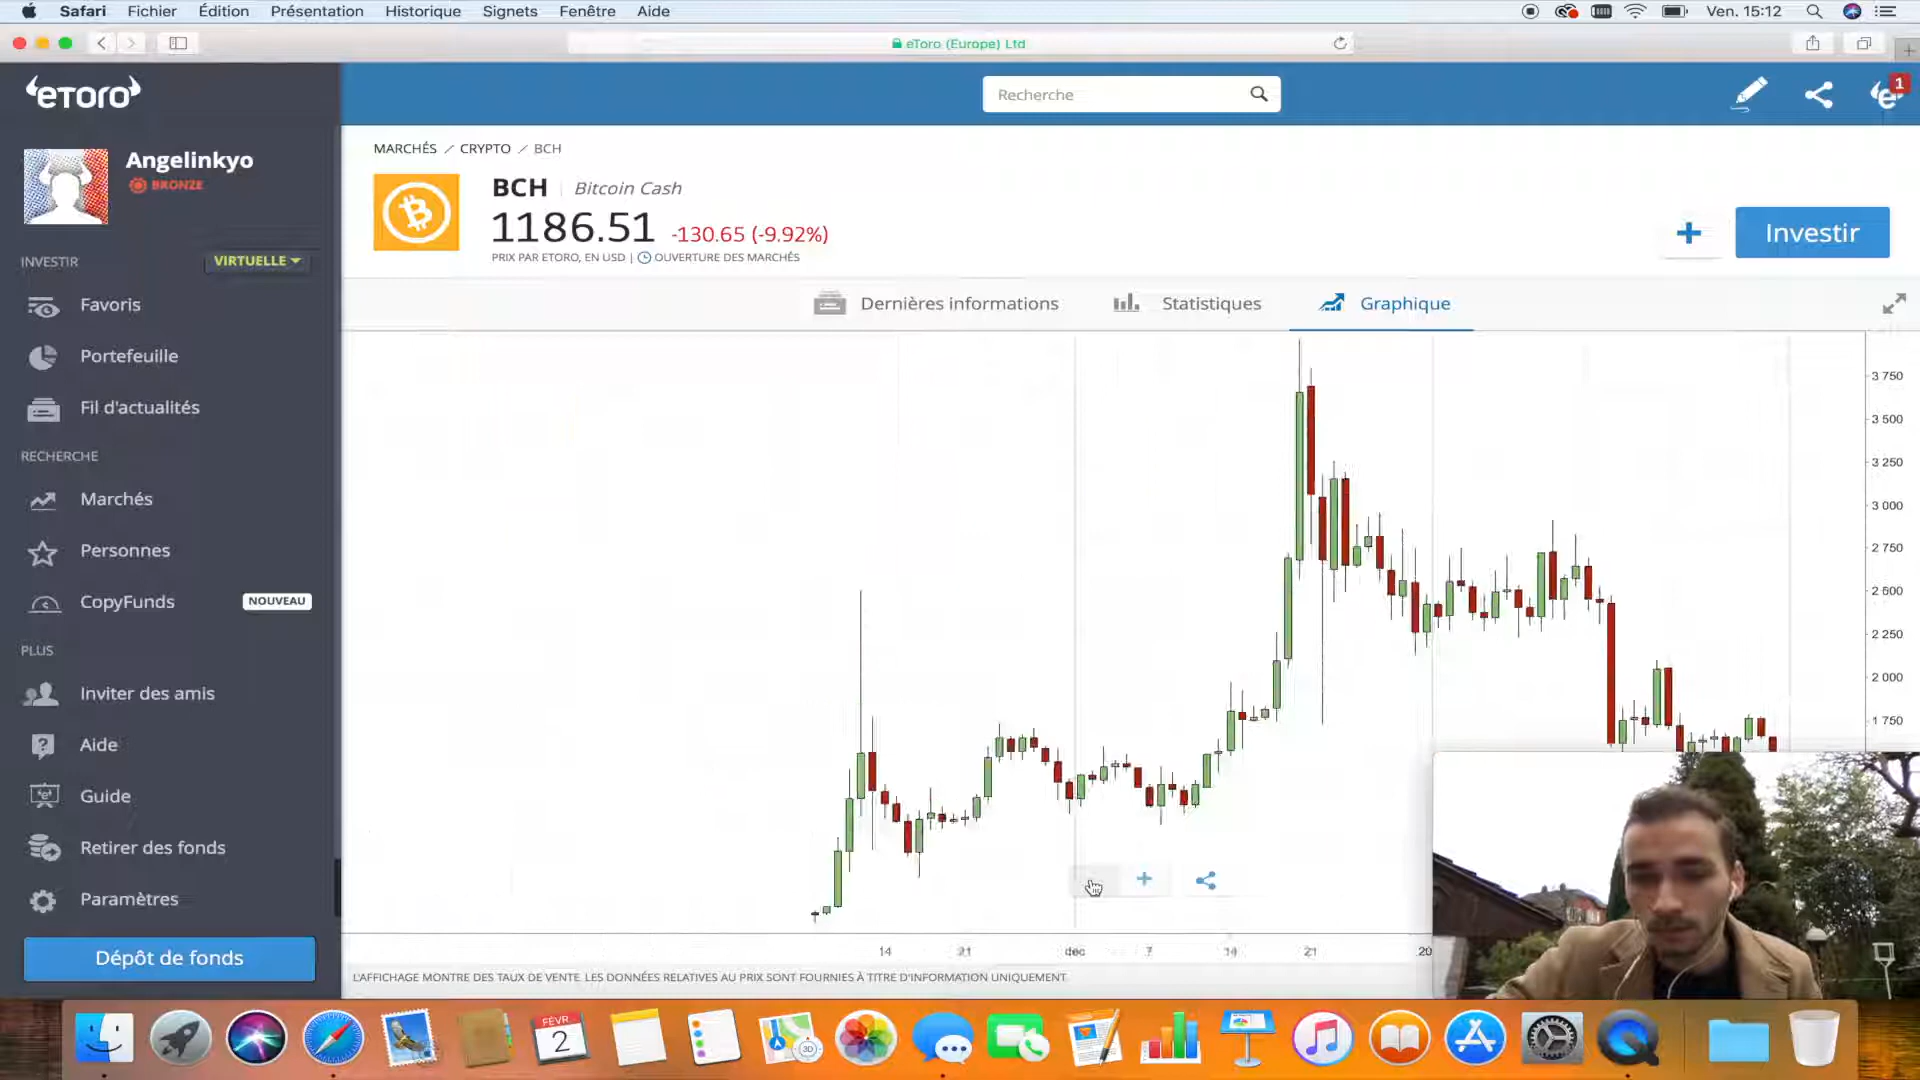 Safari Fichier Édition Présentation Historique Signets Fenêtre Aide Ven. 15:12
eToro (Europe) Ltd
eTORO
Recherche
1
Angelinkyo
BRONZE
MARCHÉS / CRYPTO / BCH
BCH | Bitcoin Cash
1186.51 -130.65 (-9.92%)
PRIX PAR ETORO, EN USD | OUVERTURE DES MARCHÉS
+ Investir
INVESTIR VIRTUELLE
Favoris
Portefeuille
Fil d'actualités
RECHERCHE
Marchés
Personnes
CopyFunds NOUVEAU
PLUS
Inviter des amis
Aide
Guide
Retirer des fonds
Paramètres
Dépôt de fonds
Dernières informations Statistiques Graphique
3 750
3 500
3 250
3 000
2 750
2 500
2 250
2 000
1 750
+
14 21 dec 7 14 21 20
L'AFFICHAGE MONTRE DES TAUX DE VENTE. LES DONNÉES RELATIVES AU PRIX SONT FOURNIES À TITRE D'INFORMATION UNIQUEMENT.
FÉVR
2
3D